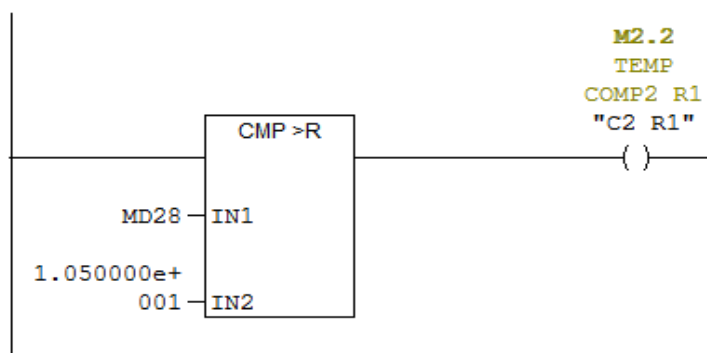 M2.2
TEMP
COMP2 R1
"C2 R1"
CMP >R
MD28
IN1
1.050000e+
001
IN2